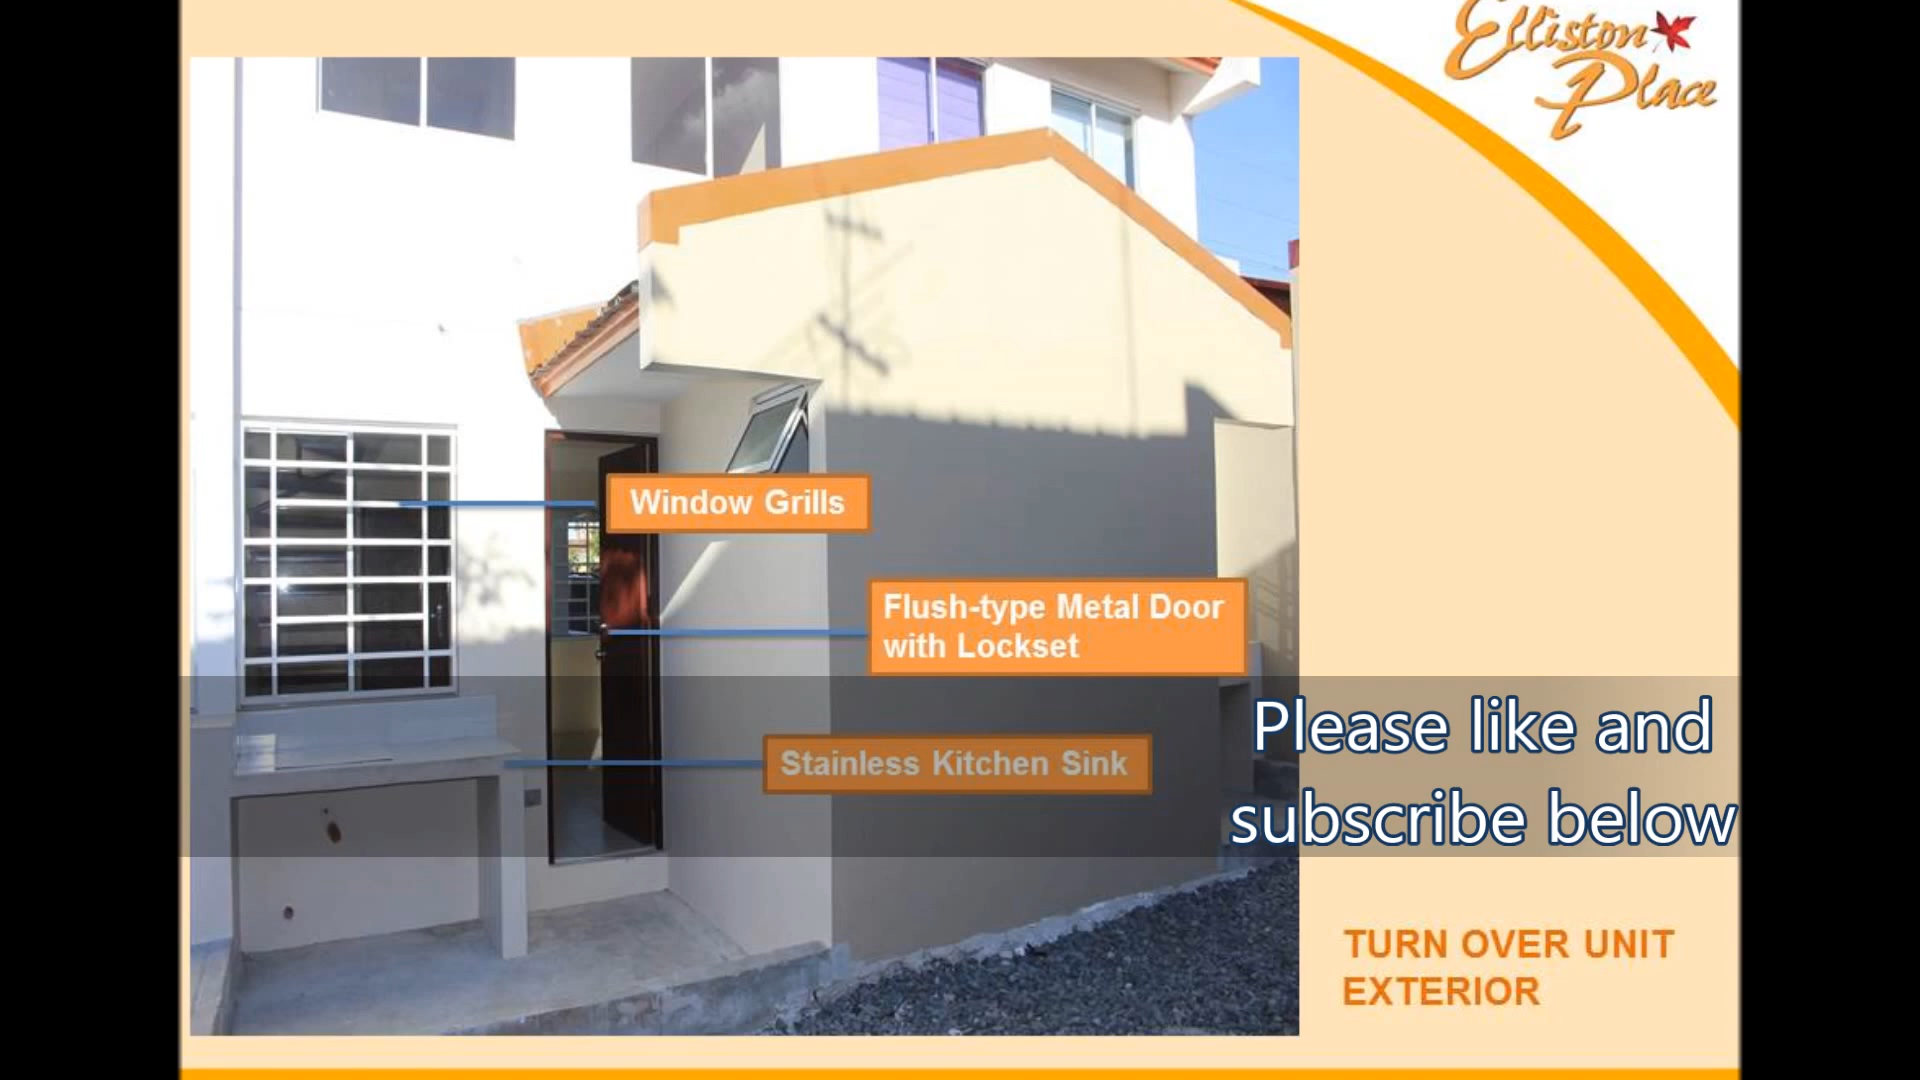 Elliston
Place
Window Grills
Flush-type Metal Door
with Lockset
Stainless Kitchen Sink
Please like and
subscribe below
TURN OVER UNIT
EXTERIOR